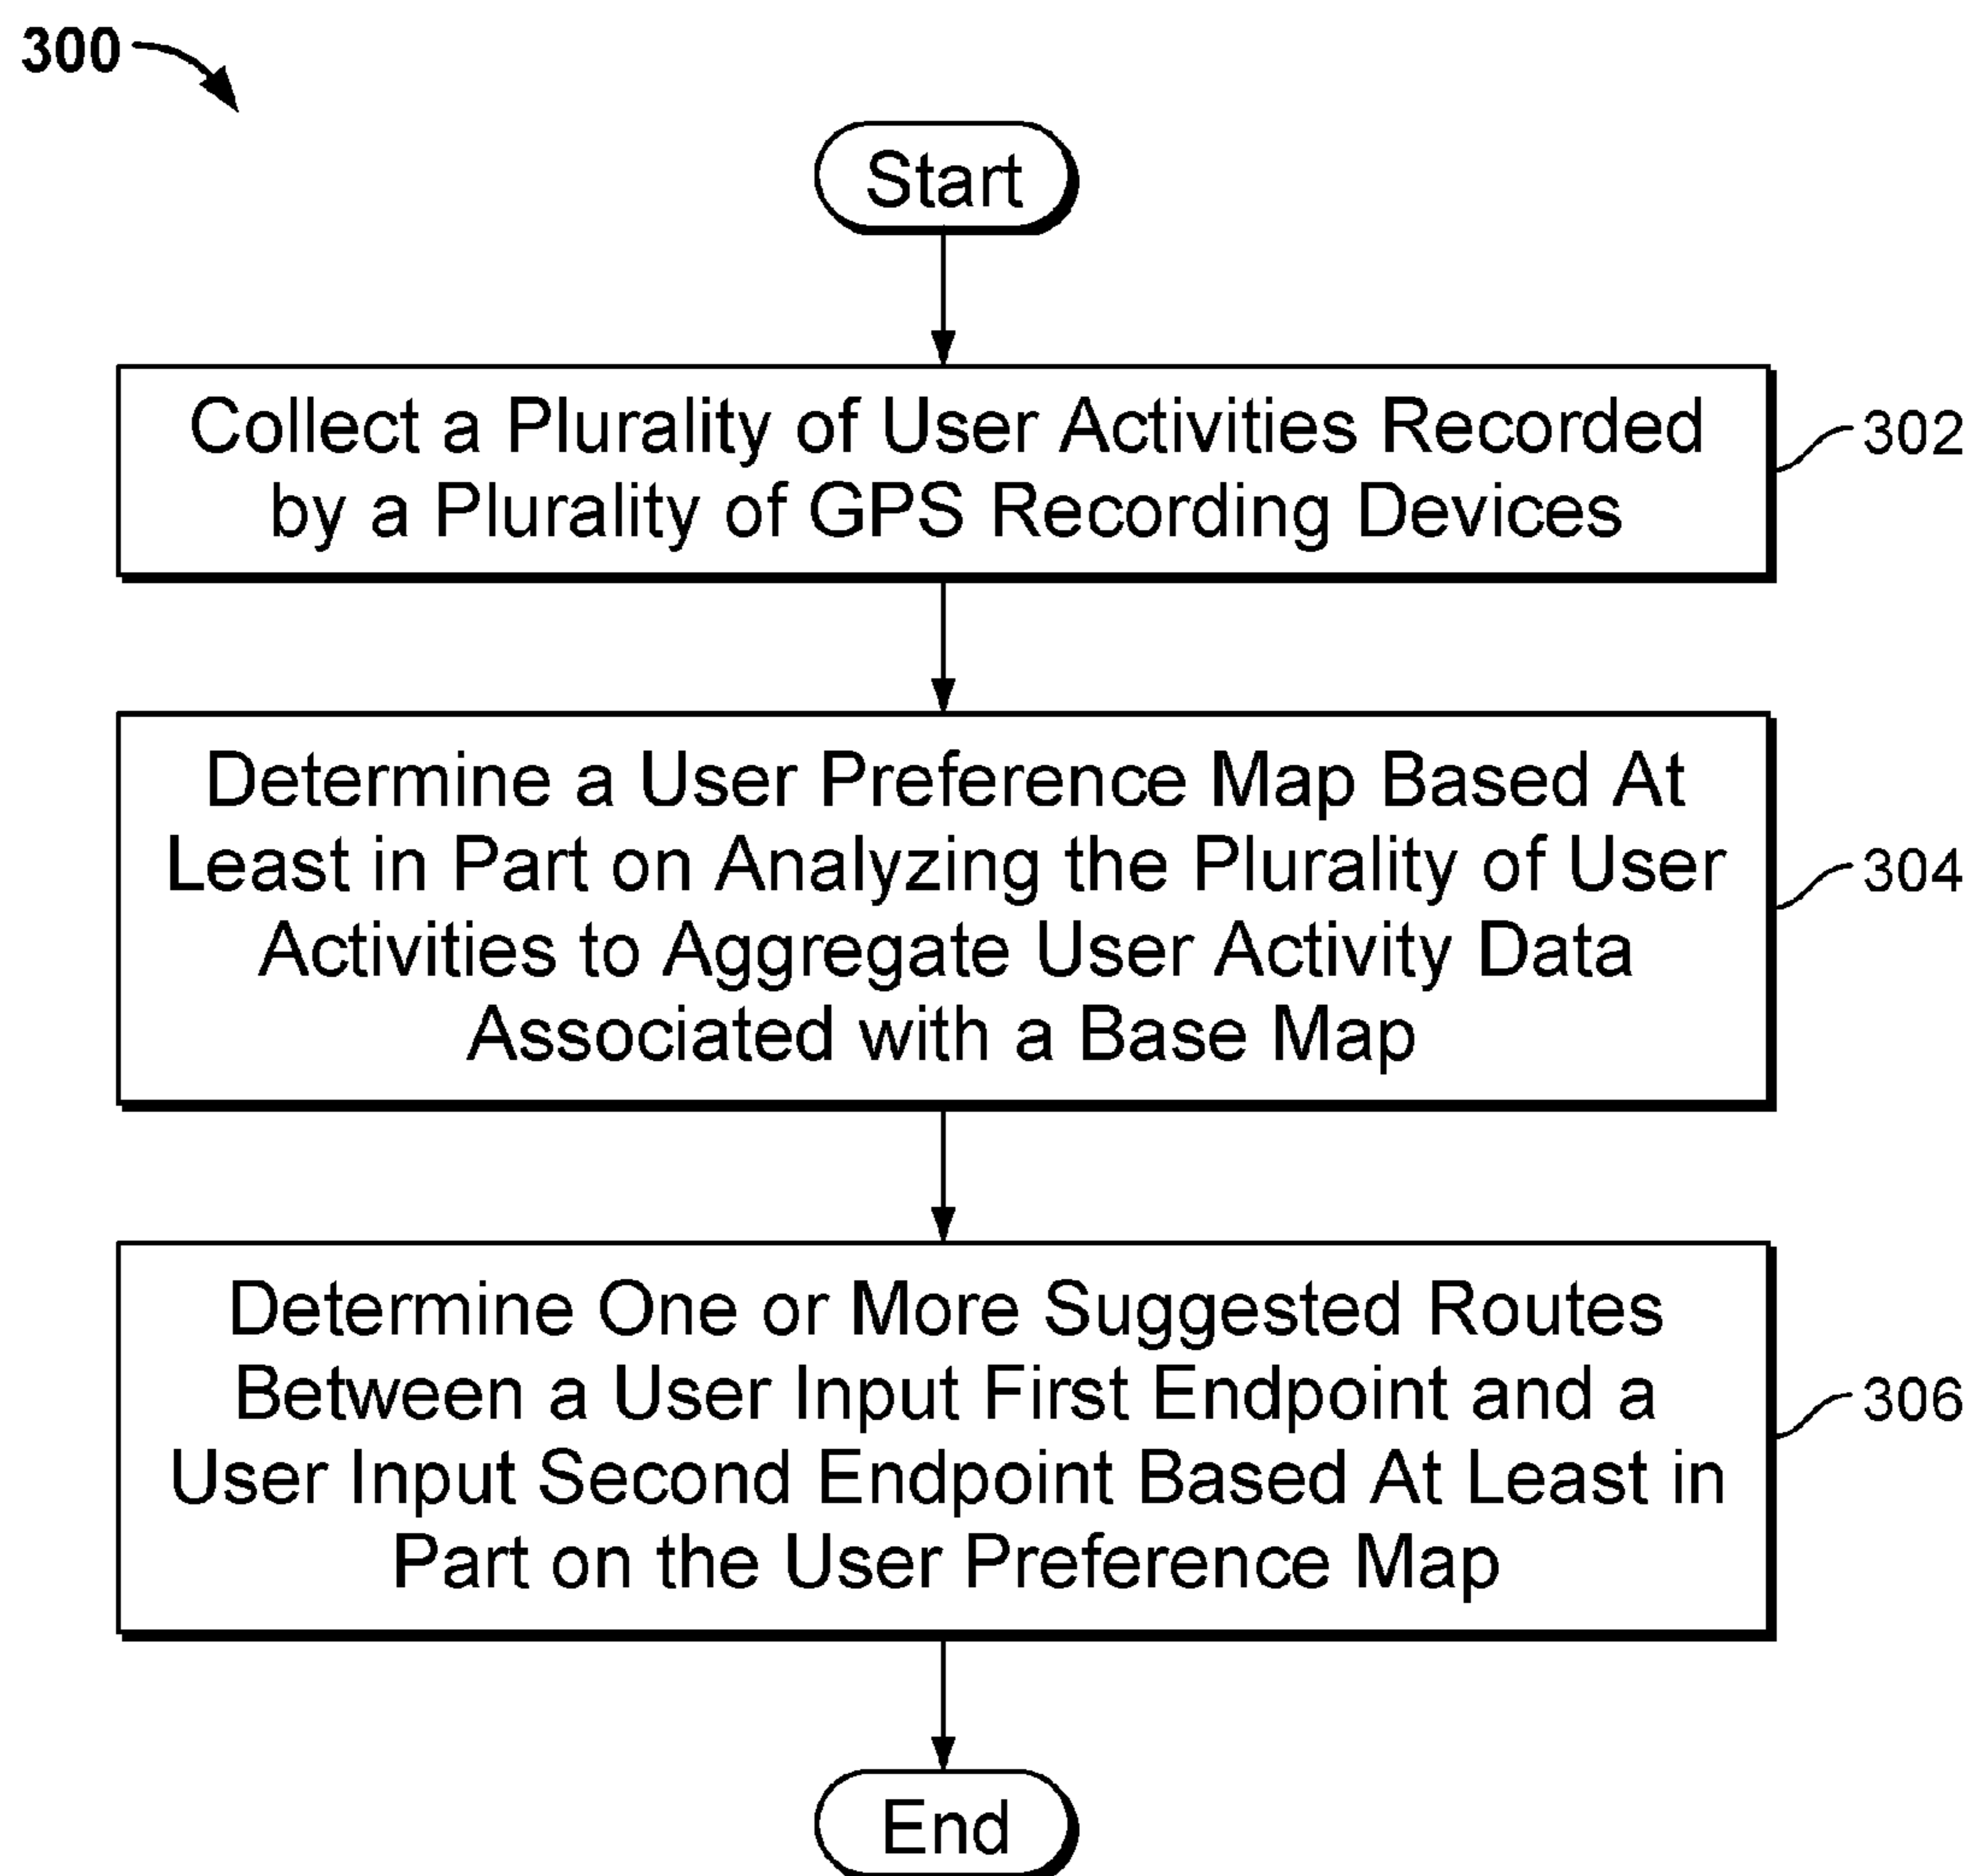 300
Start
Collect a Plurality of User Activities Recorded
by a Plurality of GPS Recording Devices
302
Determine a User Preference Map Based At
Least in Part on Analyzing the Plurality of User
Activities to Aggregate User Activity Data
Associated with a Base Map
304
Determine One or More Suggested Routes
Between a User Input First Endpoint and a
User Input Second Endpoint Based At Least in
Part on the User Preference Map
306
End